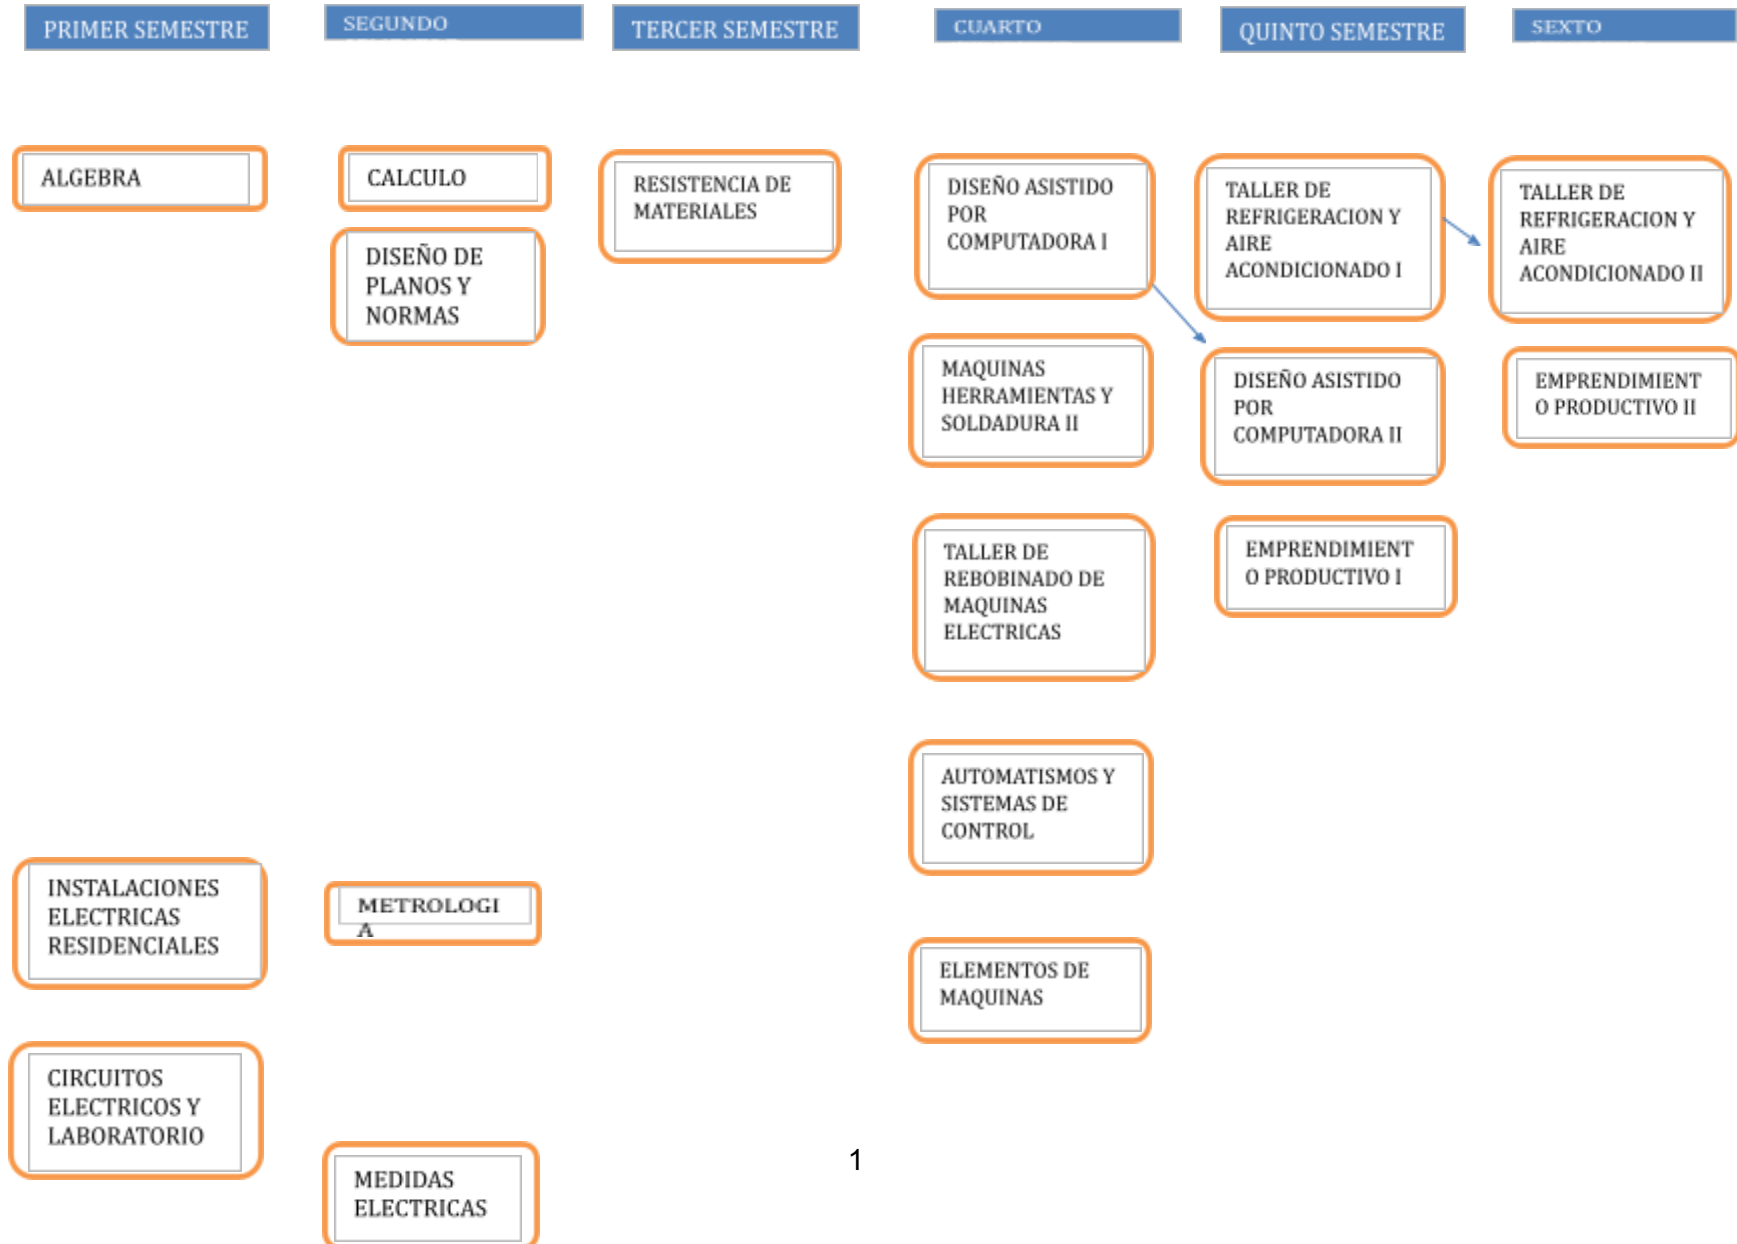 PRIMER SEMESTRE
SEGUNDO
TERCER SEMESTRE
CUARTO
QUINTO SEMESTRE
SEXTO
ALGEBRA
INSTALACIONES
ELECTRICAS
RESIDENCIALES
CIRCUITOS
ELECTRICOS Y
LABORATORIO
CALCULO
DISEÑO DE
PLANOS Y
NORMAS
METROLOGI
A
MEDIDAS
ELECTRICAS
RESISTENCIA DE
MATERIALES
DISEÑO ASISTIDO
POR
COMPUTADORA I
MAQUINAS
HERRAMIENTAS Y
SOLDADURA II
TALLER DE
REBOBINADO DE
MAQUINAS
ELECTRICAS
AUTOMATISMOS Y
SISTEMAS DE
CONTROL
ELEMENTOS DE
MAQUINAS
TALLER DE
REFRIGERACION Y
AIRE
ACONDICIONADO I
DISEÑO ASISTIDO
POR
COMPUTADORA II
EMPRENDIMIENT
O PRODUCTIVO I
TALLER DE
REFRIGERACION Y
AIRE
ACONDICIONADO II
EMPRENDIMIENT
O PRODUCTIVO II
1